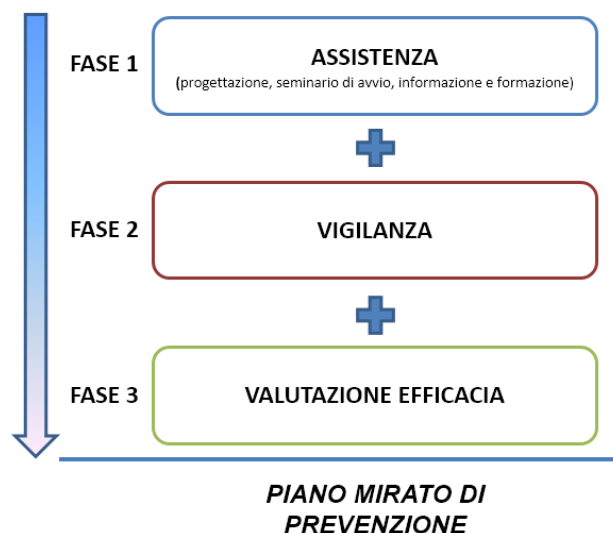 FASE 1
ASSISTENZA
(progettazione, seminario di avvio, informazione e formazione)
FASE 2
VIGILANZA
FASE 3
VALUTAZIONE EFFICACIA
PIANO MIRATO DI
PREVENZIONE